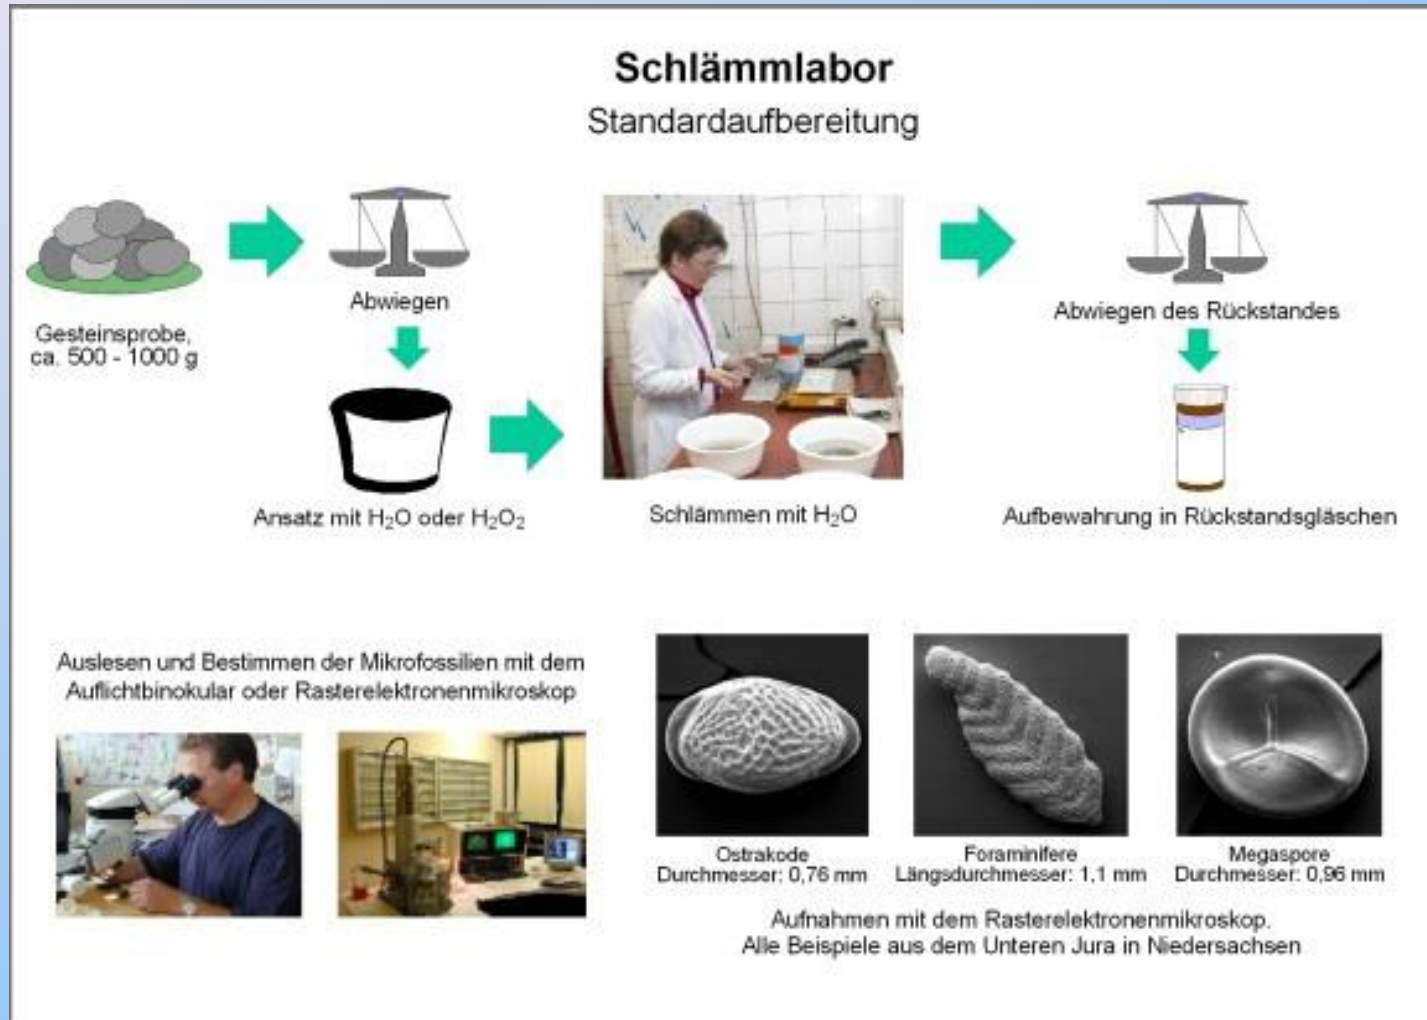 Schlämmlabor
Standardaufbereitung
Gesteinsprobe,
ca. 500 - 1000 g
Abwiegen
Ansatz mit H₂O oder H₂O₂
Schlämmen mit H₂O
Abwiegen des Rückstandes
Aufbewahrung in Rückstandsgläschen
Auslesen und Bestimmen der Mikrofossilien mit dem
Auflichtbinokular oder Rasterelektronenmikroskop
Ostrakode
Durchmesser: 0,76 mm
Foraminifere
Längsdurchmesser: 1,1 mm
Megaspore
Durchmesser: 0,96 mm
Aufnahmen mit dem Rasterelektronenmikroskop.
Alle Beispiele aus dem Unteren Jura in Niedersachsen